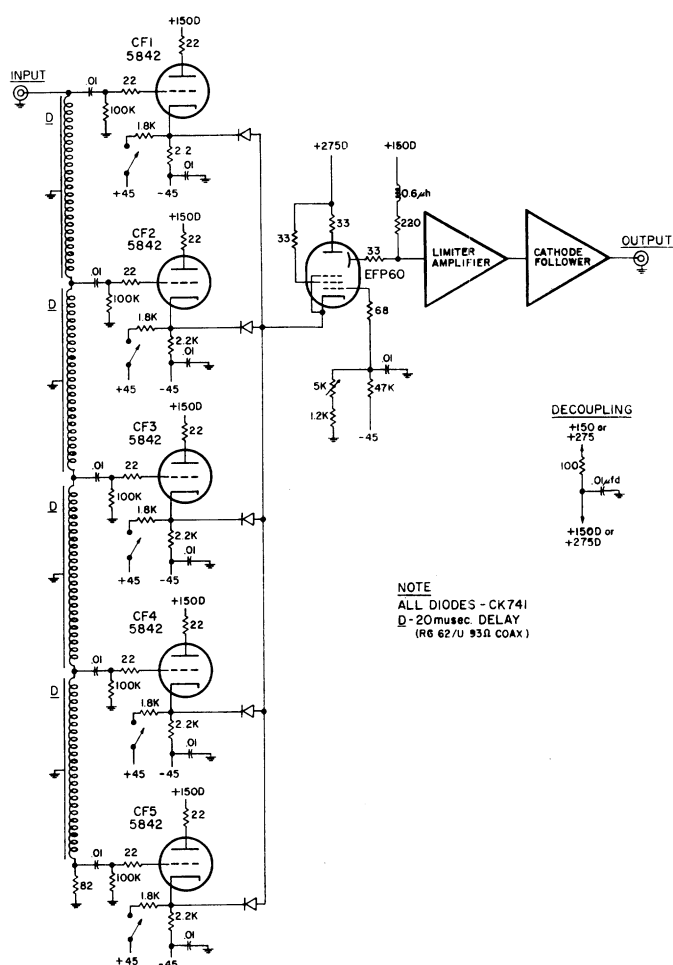 +150D
CF1
5842
22
INPUT
.01
22
D
100K
1.8K
2.2
.01
+45
-45
+150D
CF2
5842
22
.01
22
D
100K
1.8K
2.2K
.01
+45
-45
+150D
CF3
5842
22
.01
22
D
100K
1.8K
2.2K
.01
+45
-45
+150D
CF4
5842
22
.01
22
D
100K
1.8K
2.2K
.01
+45
-45
+150D
CF5
5842
22
.01
22
82
100K
1.8K
2.2K
.01
+45
-45
+275D
+150D
0.6μh
220
33
33
33
EFP60
68
.01
5K
47K
1.2K
-45
LIMITER
AMPLIFIER
CATHODE
FOLLOWER
OUTPUT
DECOUPLING
+150 or
+275
100
.01μfd
+150D or
+275D
NOTE
ALL DIODES - CK741
D - 20 mμsec. DELAY
(RG 62/U 93Ω COAX)